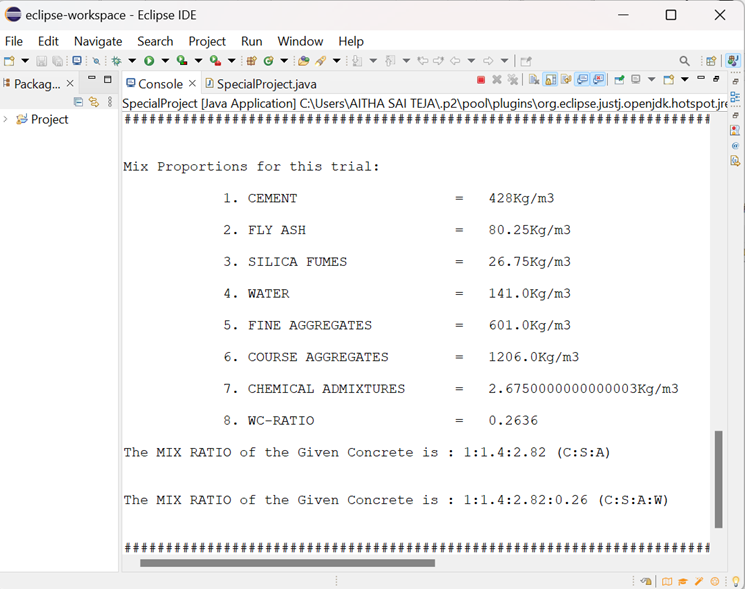 eclipse-workspace - Eclipse IDE
File Edit Navigate Search Project Run Window Help
Packag... Console SpecialProject.java
SpecialProject [Java Application] C:\Users\AITHA SAI TEJA\.p2\pool\plugins\org.eclipse.justj.openjdk.hotspot.jre
Project
########################################################################
Mix Proportions for this trial:
1. CEMENT = 428Kg/m3
2. FLY ASH = 80.25Kg/m3
3. SILICA FUMES = 26.75Kg/m3
4. WATER = 141.0Kg/m3
5. FINE AGGREGATES = 601.0Kg/m3
6. COURSE AGGREGATES = 1206.0Kg/m3
7. CHEMICAL ADMIXTURES = 2.6750000000000003Kg/m3
8. WC-RATIO = 0.2636
The MIX RATIO of the Given Concrete is : 1:1.4:2.82 (C:S:A)
The MIX RATIO of the Given Concrete is : 1:1.4:2.82:0.26 (C:S:A:W)
########################################################################